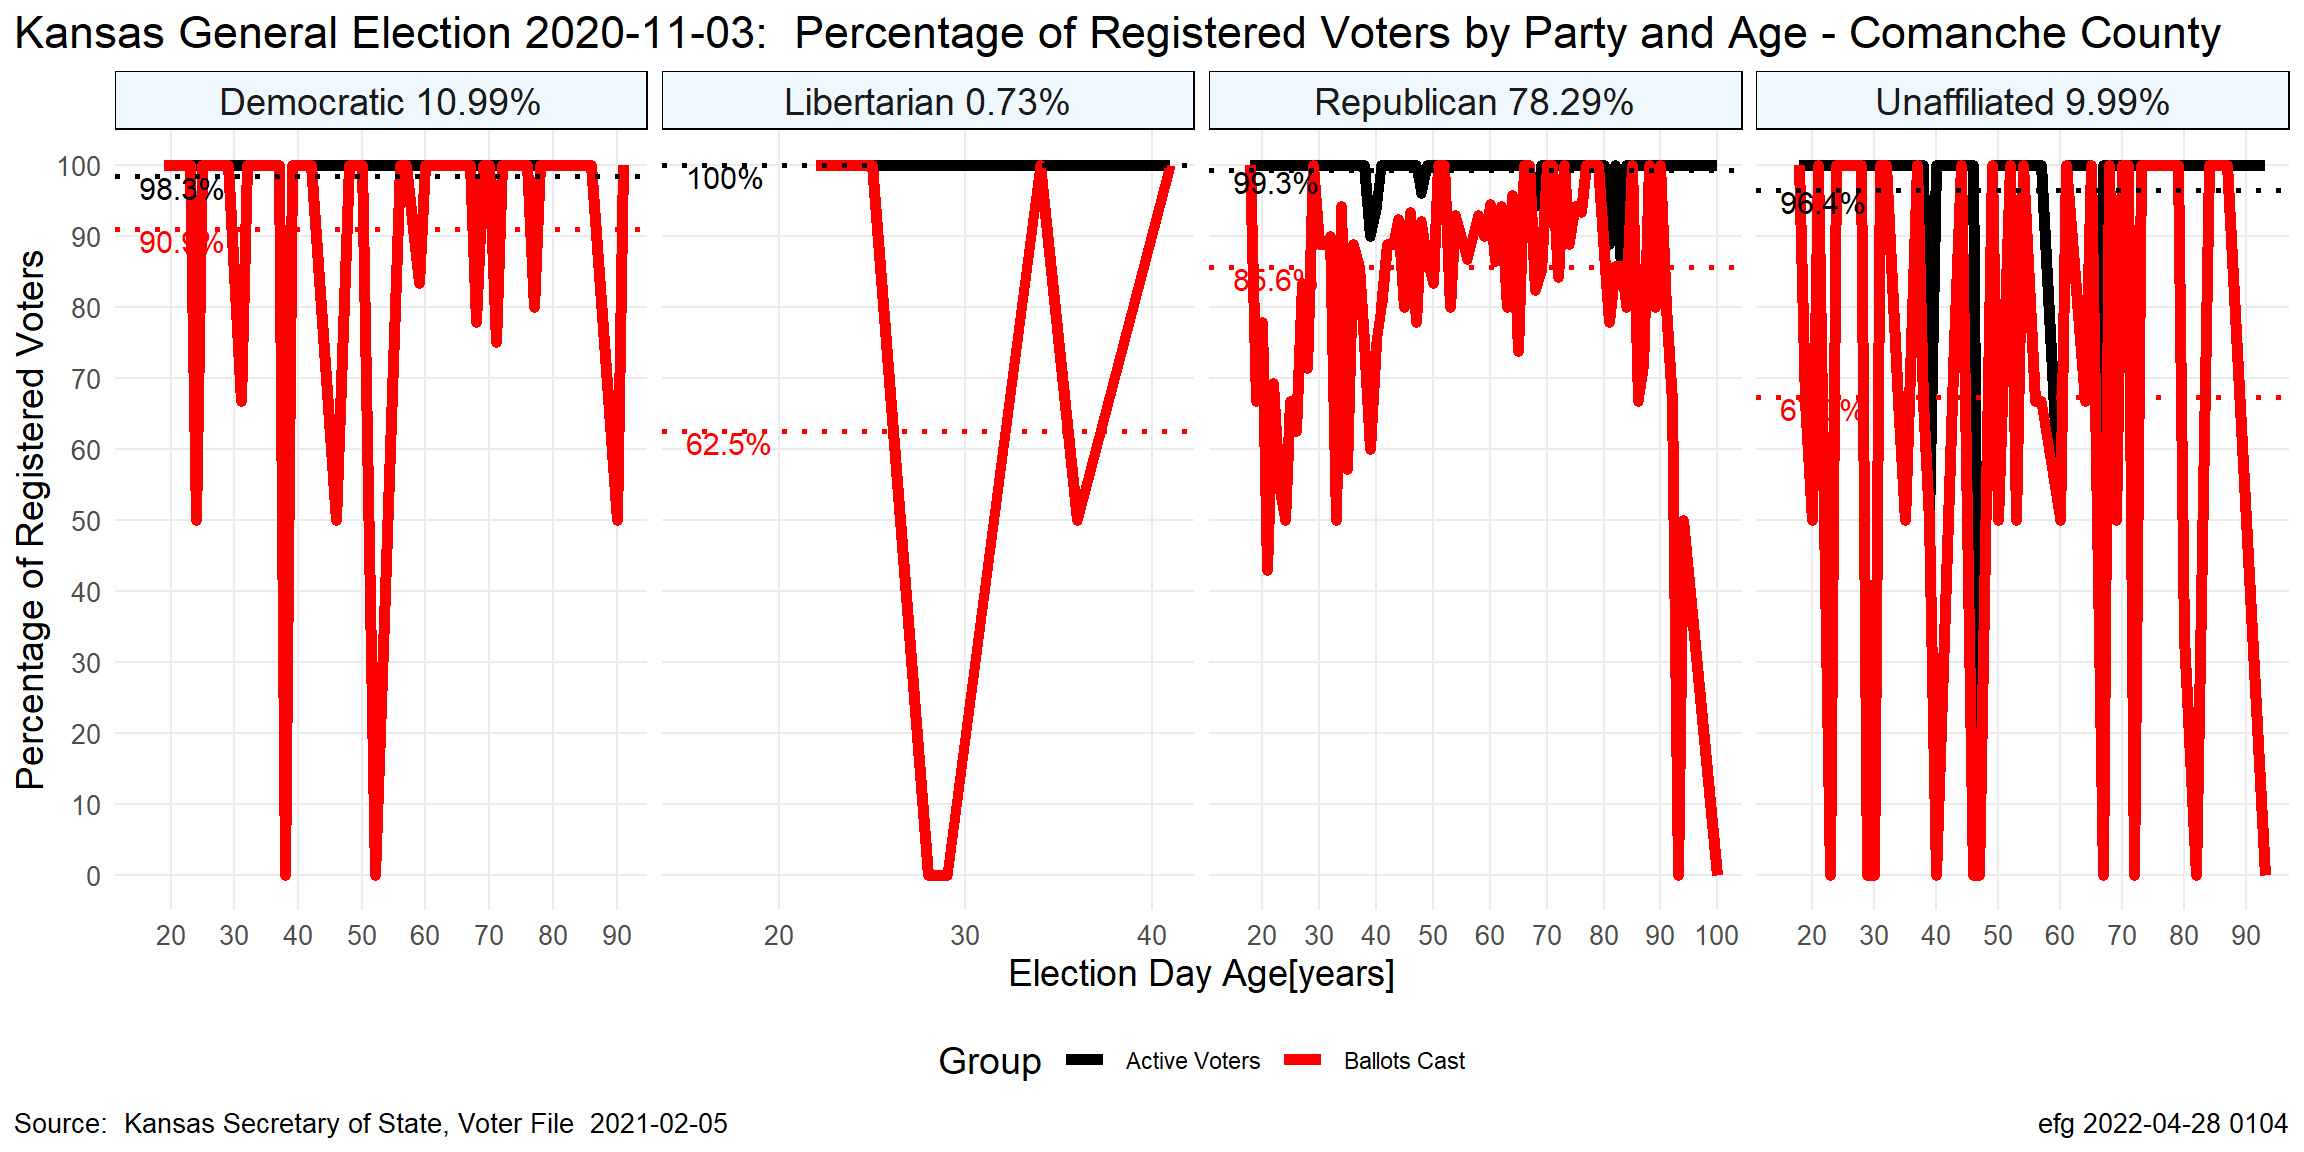 Kansas General Election 2020-11-03:  Percentage of Registered Voters by Party and Age - Comanche County
Democratic 10.99%
Libertarian 0.73%
Republican 78.29%
Unaffiliated 9.99%
Percentage of Registered Voters
100
90
80
70
60
50
40
30
20
10
0
98.3%
100%
62.5%
99.3%
85.6%
96.4%
20 30 40 50 60 70 80 90
20 30 40
20 30 40 50 60 70 80 90 100
20 30 40 50 60 70 80 90
Election Day Age[years]
Group Active Voters Ballots Cast
Source:  Kansas Secretary of State, Voter File  2021-02-05
efg 2022-04-28 0104